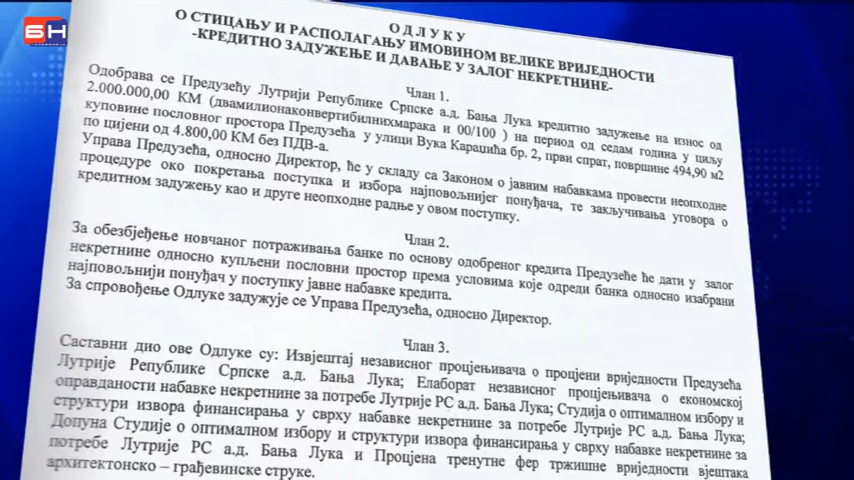 БН
О Д Л У К У
О СТИЦАЊУ И РАСПОЛАГАЊУ ИМОВИНОМ ВЕЛИКЕ ВРИЈЕДНОСТИ
-КРЕДИТНО ЗАДУЖЕЊЕ И ДАВАЊЕ У ЗАЛОГ НЕКРЕТНИНЕ-
Члан 1.
Одобрава се Предузећу Лутрији Републике Српске а.д. Бања Лука кредитно задужење на износ од
2.000.000,00 КМ (двамилионаконвертибилнихмарака и 00/100 ) на период од седам година у циљу
куповине пословног простора Предузећа у улици Вука Караџића бр. 2, први спрат, површине 494,90 м2
по цијени од 4.800,00 КМ без ПДВ-а.
Управа Предузећа, односно Директор, ће у складу са Законом о јавним набавкама провести неопходне
процедуре око покретања поступка и избора најповољнијег понуђача, те закључивања уговора о
кредитном задужењу као и друге неопходне радње у овом поступку.
Члан 2.
За обезбјеђење новчаног потраживања банке по основу одобреног кредита Предузеће ће дати у залог
некретнине односно купљени пословни простор према условима које одреди банка односно изабрани
најповољнији понуђач у поступку јавне набавке кредита.
За спровођење Одлуке задужује се Управа Предузећа, односно Директор.
Члан 3.
Саставни дио ове Одлуке су: Извјештај независног процјењивача о процјени вриједности Предузећа
Лутрије Републике Српске а.д. Бања Лука; Елаборат независног процјењивача о економској
оправданости набавке некретнине за потребе Лутрије РС а.д. Бања Лука; Студија о оптималном избору и
структури извора финансирања у сврху набавке некретнине за потребе Лутрије РС а.д. Бања Лука;
Допуна Студије о оптималном избору и структури извора финансирања у сврху набавке некретнине за
потребе Лутрије РС а.д. Бања Лука и Процјена тренутне фер тржишне вриједности вјештака
архитектонско – грађевинске струке.